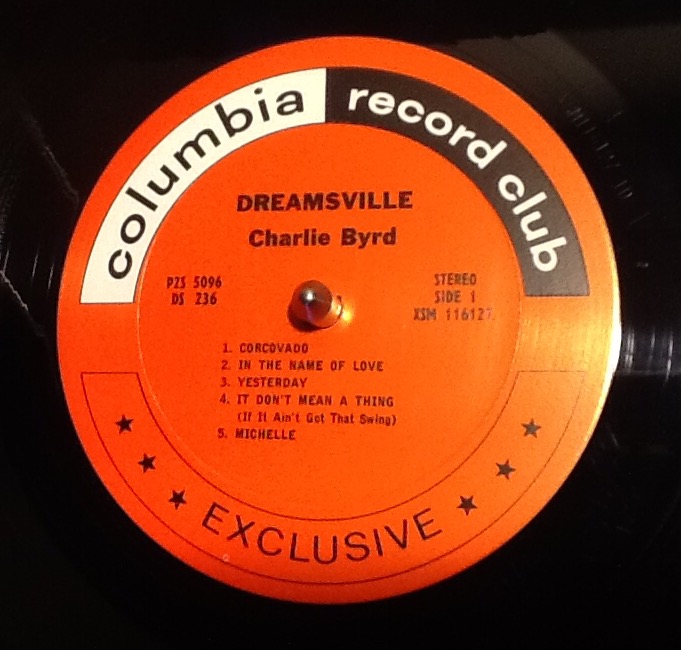 columbia record club
DREAMSVILLE
Charlie Byrd
P2S 5096
DS 236
STEREO
SIDE 1
XSM 116127
1. CORCOVADO
2. IN THE NAME OF LOVE
3. YESTERDAY
4. IT DON'T MEAN A THING
(If It Ain't Got That Swing)
5. MICHELLE
EXCLUSIVE